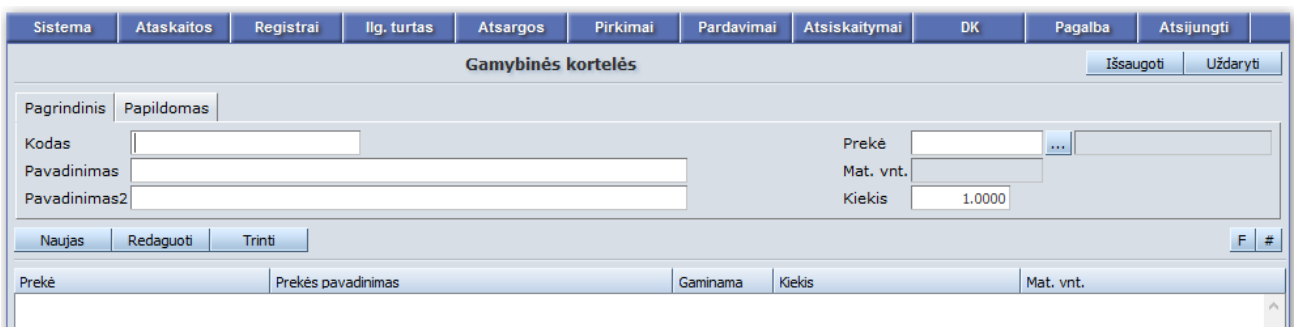 Sistema Ataskaitos Registrai Ilg. turtas Atsargos Pirkimai Pardavimai Atsiskaitymai DK Pagalba Atsijungti
Gamybinės kortelės Išsaugoti Uždaryti
Pagrindinis Papildomas
Kodas Prekė ...
Pavadinimas Mat. vnt.
Pavadinimas2 Kiekis 1.0000
Naujas Redaguoti Trinti F #
Prekė Prekės pavadinimas Gaminama Kiekis Mat. vnt.